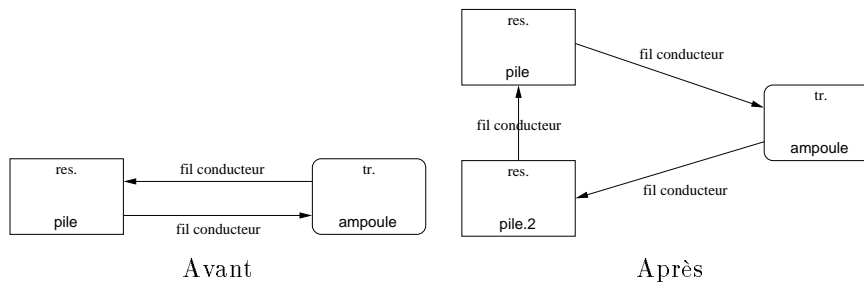 res.
pile
fil conducteur
fil conducteur
res.
pile.2
fil conducteur
tr.
ampoule
res.
pile
fil conducteur
fil conducteur
tr.
ampoule
Avant
Après